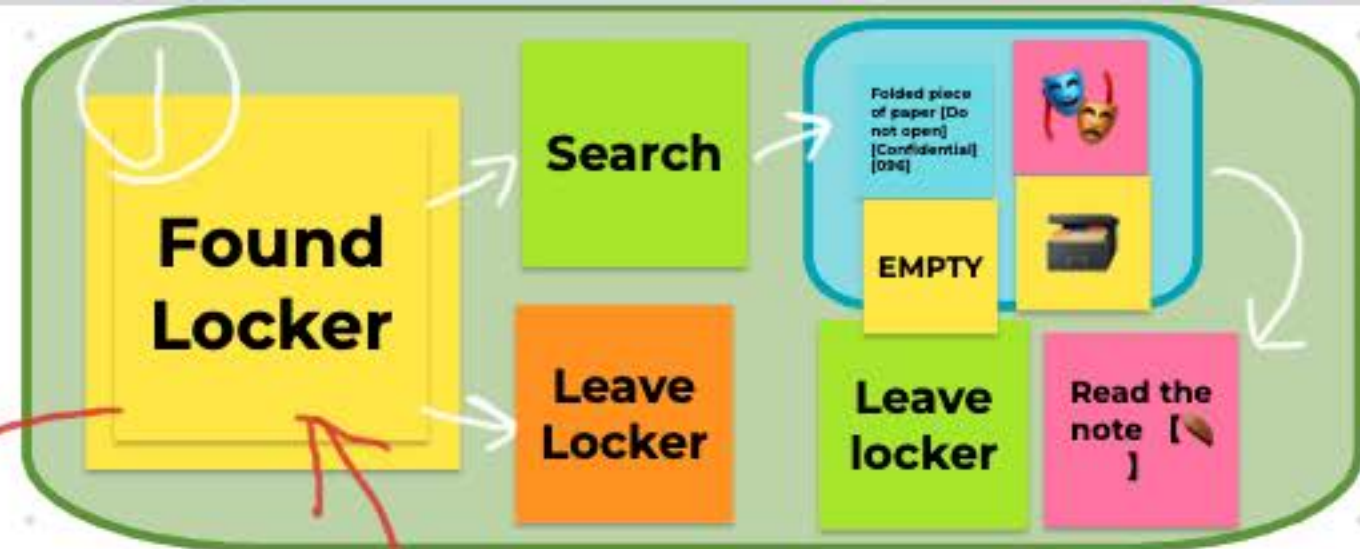 1
Found
Locker
Search
Leave
Locker
Folded piece
of paper [Do
not open]
[Confidential]
[096]
EMPTY
Leave
locker
Read the
note [🪶
]